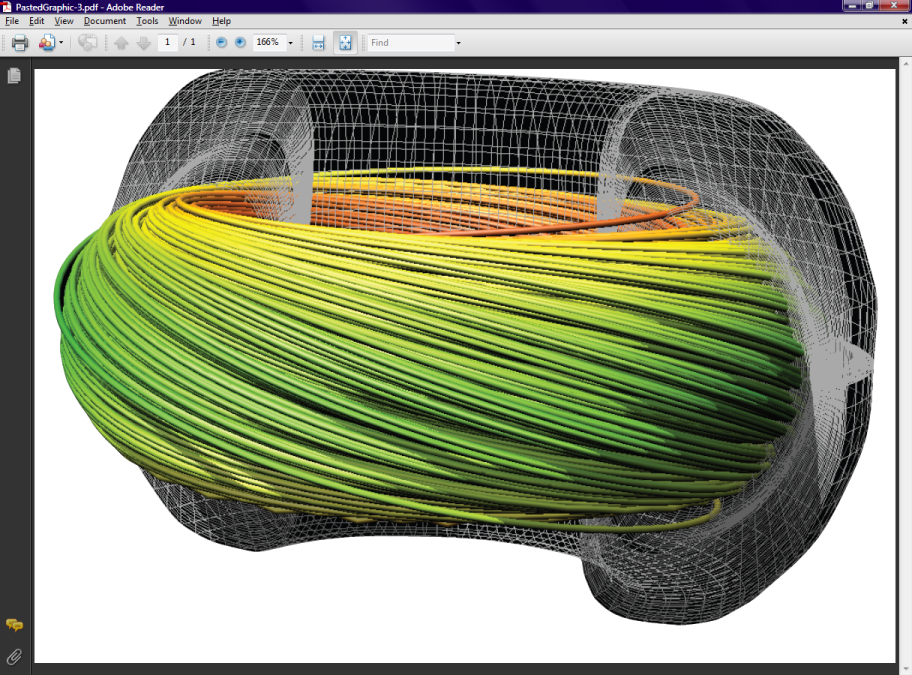 PastedGraphic-3.pdf - Adobe Reader
File Edit View Document Tools Window Help
1 / 1 166% Find